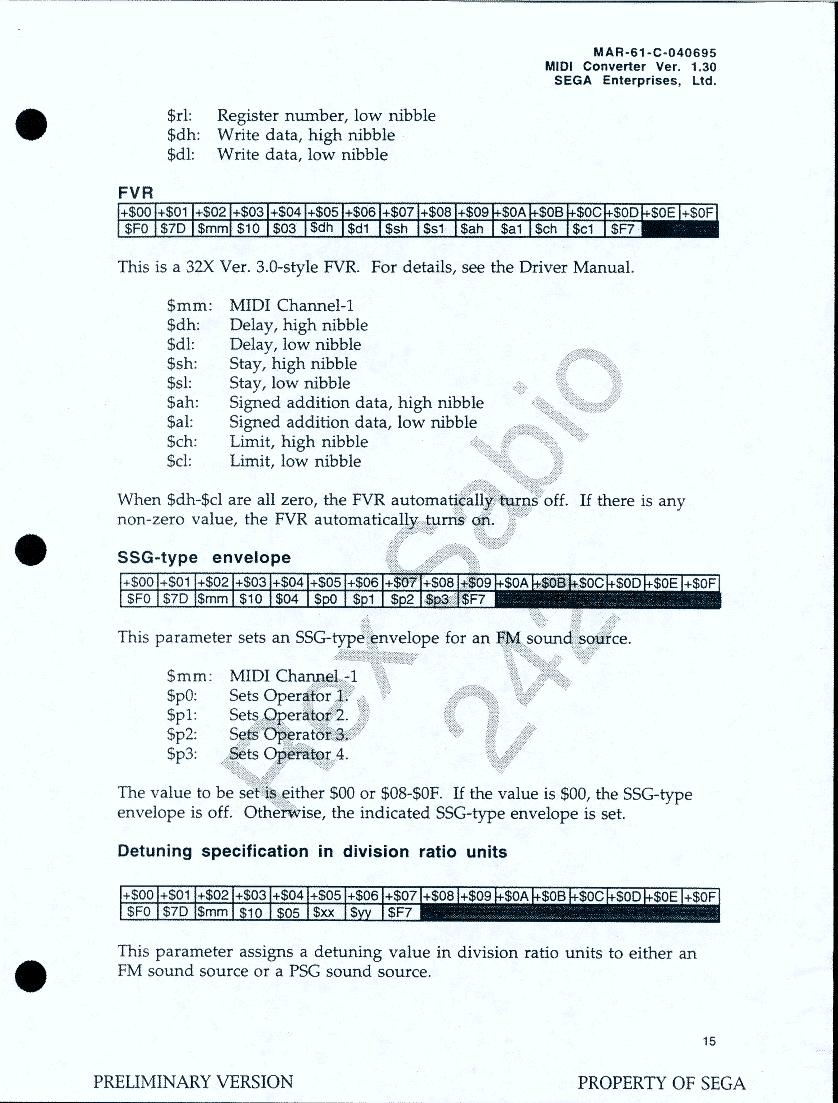 MAR-61-C-040695
MIDI Converter Ver. 1.30
SEGA Enterprises, Ltd.
$rl: Register number, low nibble
$dh: Write data, high nibble
$dl: Write data, low nibble
FVR
+$00 +$01 +$02 +$03 +$04 +$05 +$06 +$07 +$08 +$09 +$0A +$0B +$0C +$0D +$0E +$0F
$F0 $7D $mm $10 $03 $dh $d1 $sh $s1 $ah $a1 $ch $c1 $F7
This is a 32X Ver. 3.0-style FVR. For details, see the Driver Manual.
$mm: MIDI Channel-1
$dh: Delay, high nibble
$dl: Delay, low nibble
$sh: Stay, high nibble
$sl: Stay, low nibble
$ah: Signed addition data, high nibble
$al: Signed addition data, low nibble
$ch: Limit, high nibble
$cl: Limit, low nibble
When $dh-$cl are all zero, the FVR automatically turns off. If there is any
non-zero value, the FVR automatically turns on.
SSG-type envelope
+$00 +$01 +$02 +$03 +$04 +$05 +$06 +$07 +$08 +$09 +$0A +$0B +$0C +$0D +$0E +$0F
$F0 $7D $mm $10 $04 $p0 $p1 $p2 $p3 $F7
This parameter sets an SSG-type envelope for an FM sound source.
$mm: MIDI Channel -1
$p0: Sets Operator 1.
$p1: Sets Operator 2.
$p2: Sets Operator 3.
$p3: Sets Operator 4.
The value to be set is either $00 or $08-$0F. If the value is $00, the SSG-type
envelope is off. Otherwise, the indicated SSG-type envelope is set.
Detuning specification in division ratio units
+$00 +$01 +$02 +$03 +$04 +$05 +$06 +$07 +$08 +$09 +$0A +$0B +$0C +$0D +$0E +$0F
$F0 $7D $mm $10 $05 $xx $yy $F7
This parameter assigns a detuning value in division ratio units to either an
FM sound source or a PSG sound source.
Rex Sabio
242
15
PRELIMINARY VERSION
PROPERTY OF SEGA